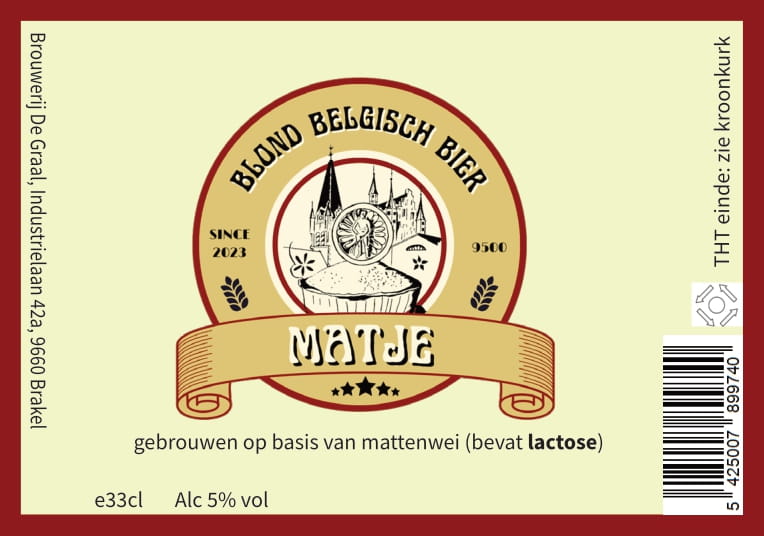 Brouwerij De Graal, Industrielaan 42a, 9660 Brakel
BLOND BELGISCH BIER
SINCE
2023
9500
MATJE
gebrouwen op basis van mattenwei (bevat lactose)
e33cl Alc 5% vol
THT einde: zie kroonkurk
5 425007 899740